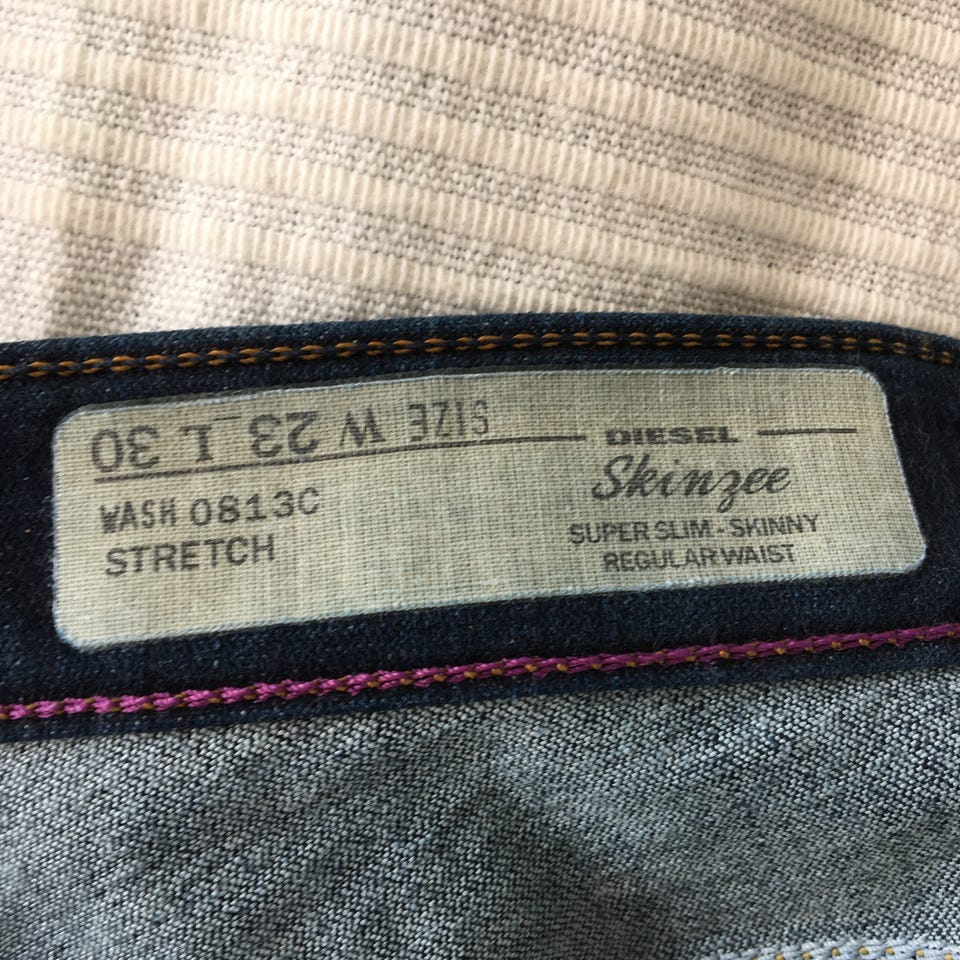 SIZE W 23 L 30
WASH 0813C
STRETCH
DIESEL
Skinzee
SUPER SLIM - SKINNY
REGULAR WAIST